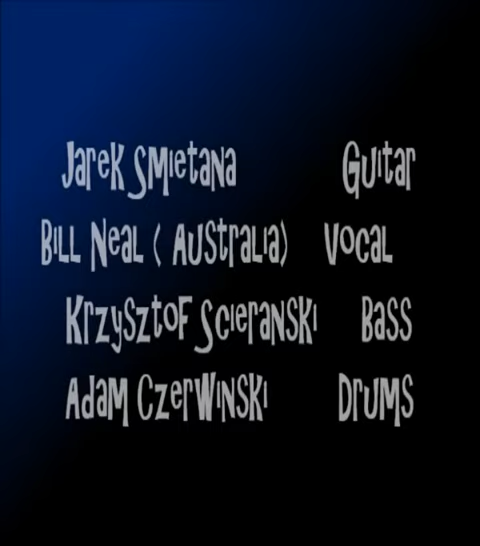 Jarek Smietana Guitar
Bill Neal ( Australia) Vocal
Krzysztof Scieranski Bass
Adam Czerwinski Drums